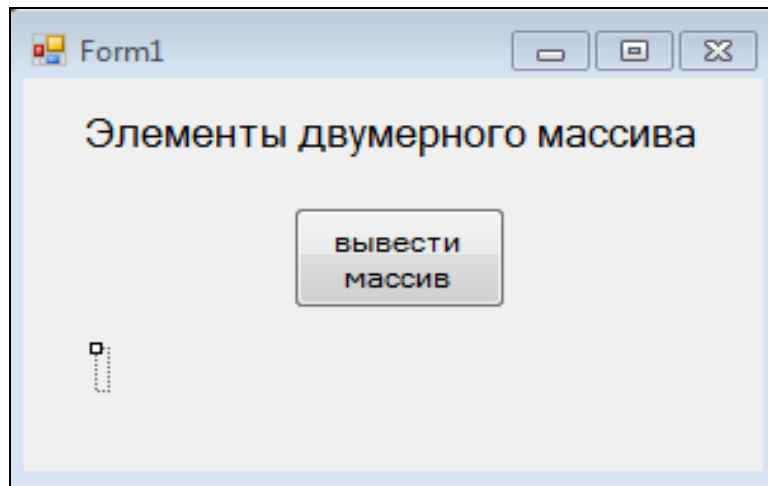 Form1
Элементы двумерного массива
вывести
массив